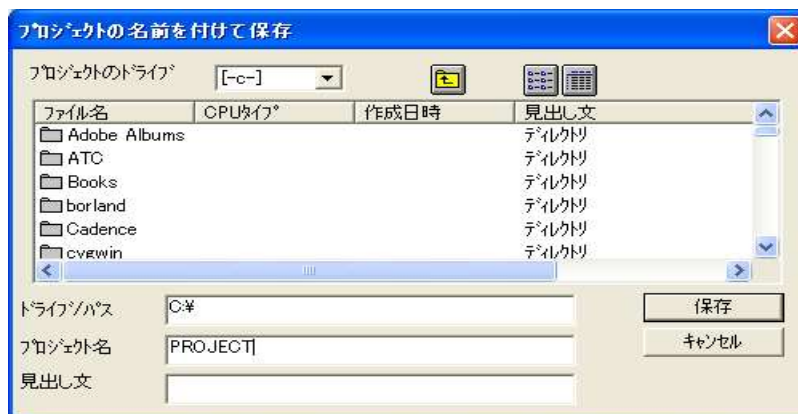 プロジェクトの名前を付けて保存
プロジェクトのドライブ [-c-]
ファイル名 CPUタイプ 作成日時 見出し文
Adobe Albums ディレクトリ
ATC ディレクトリ
Books ディレクトリ
borland ディレクトリ
Cadence ディレクトリ
cygwin ディレクトリ
ドライブ/パス C:¥ 保存
プロジェクト名 PROJECT キャンセル
見出し文